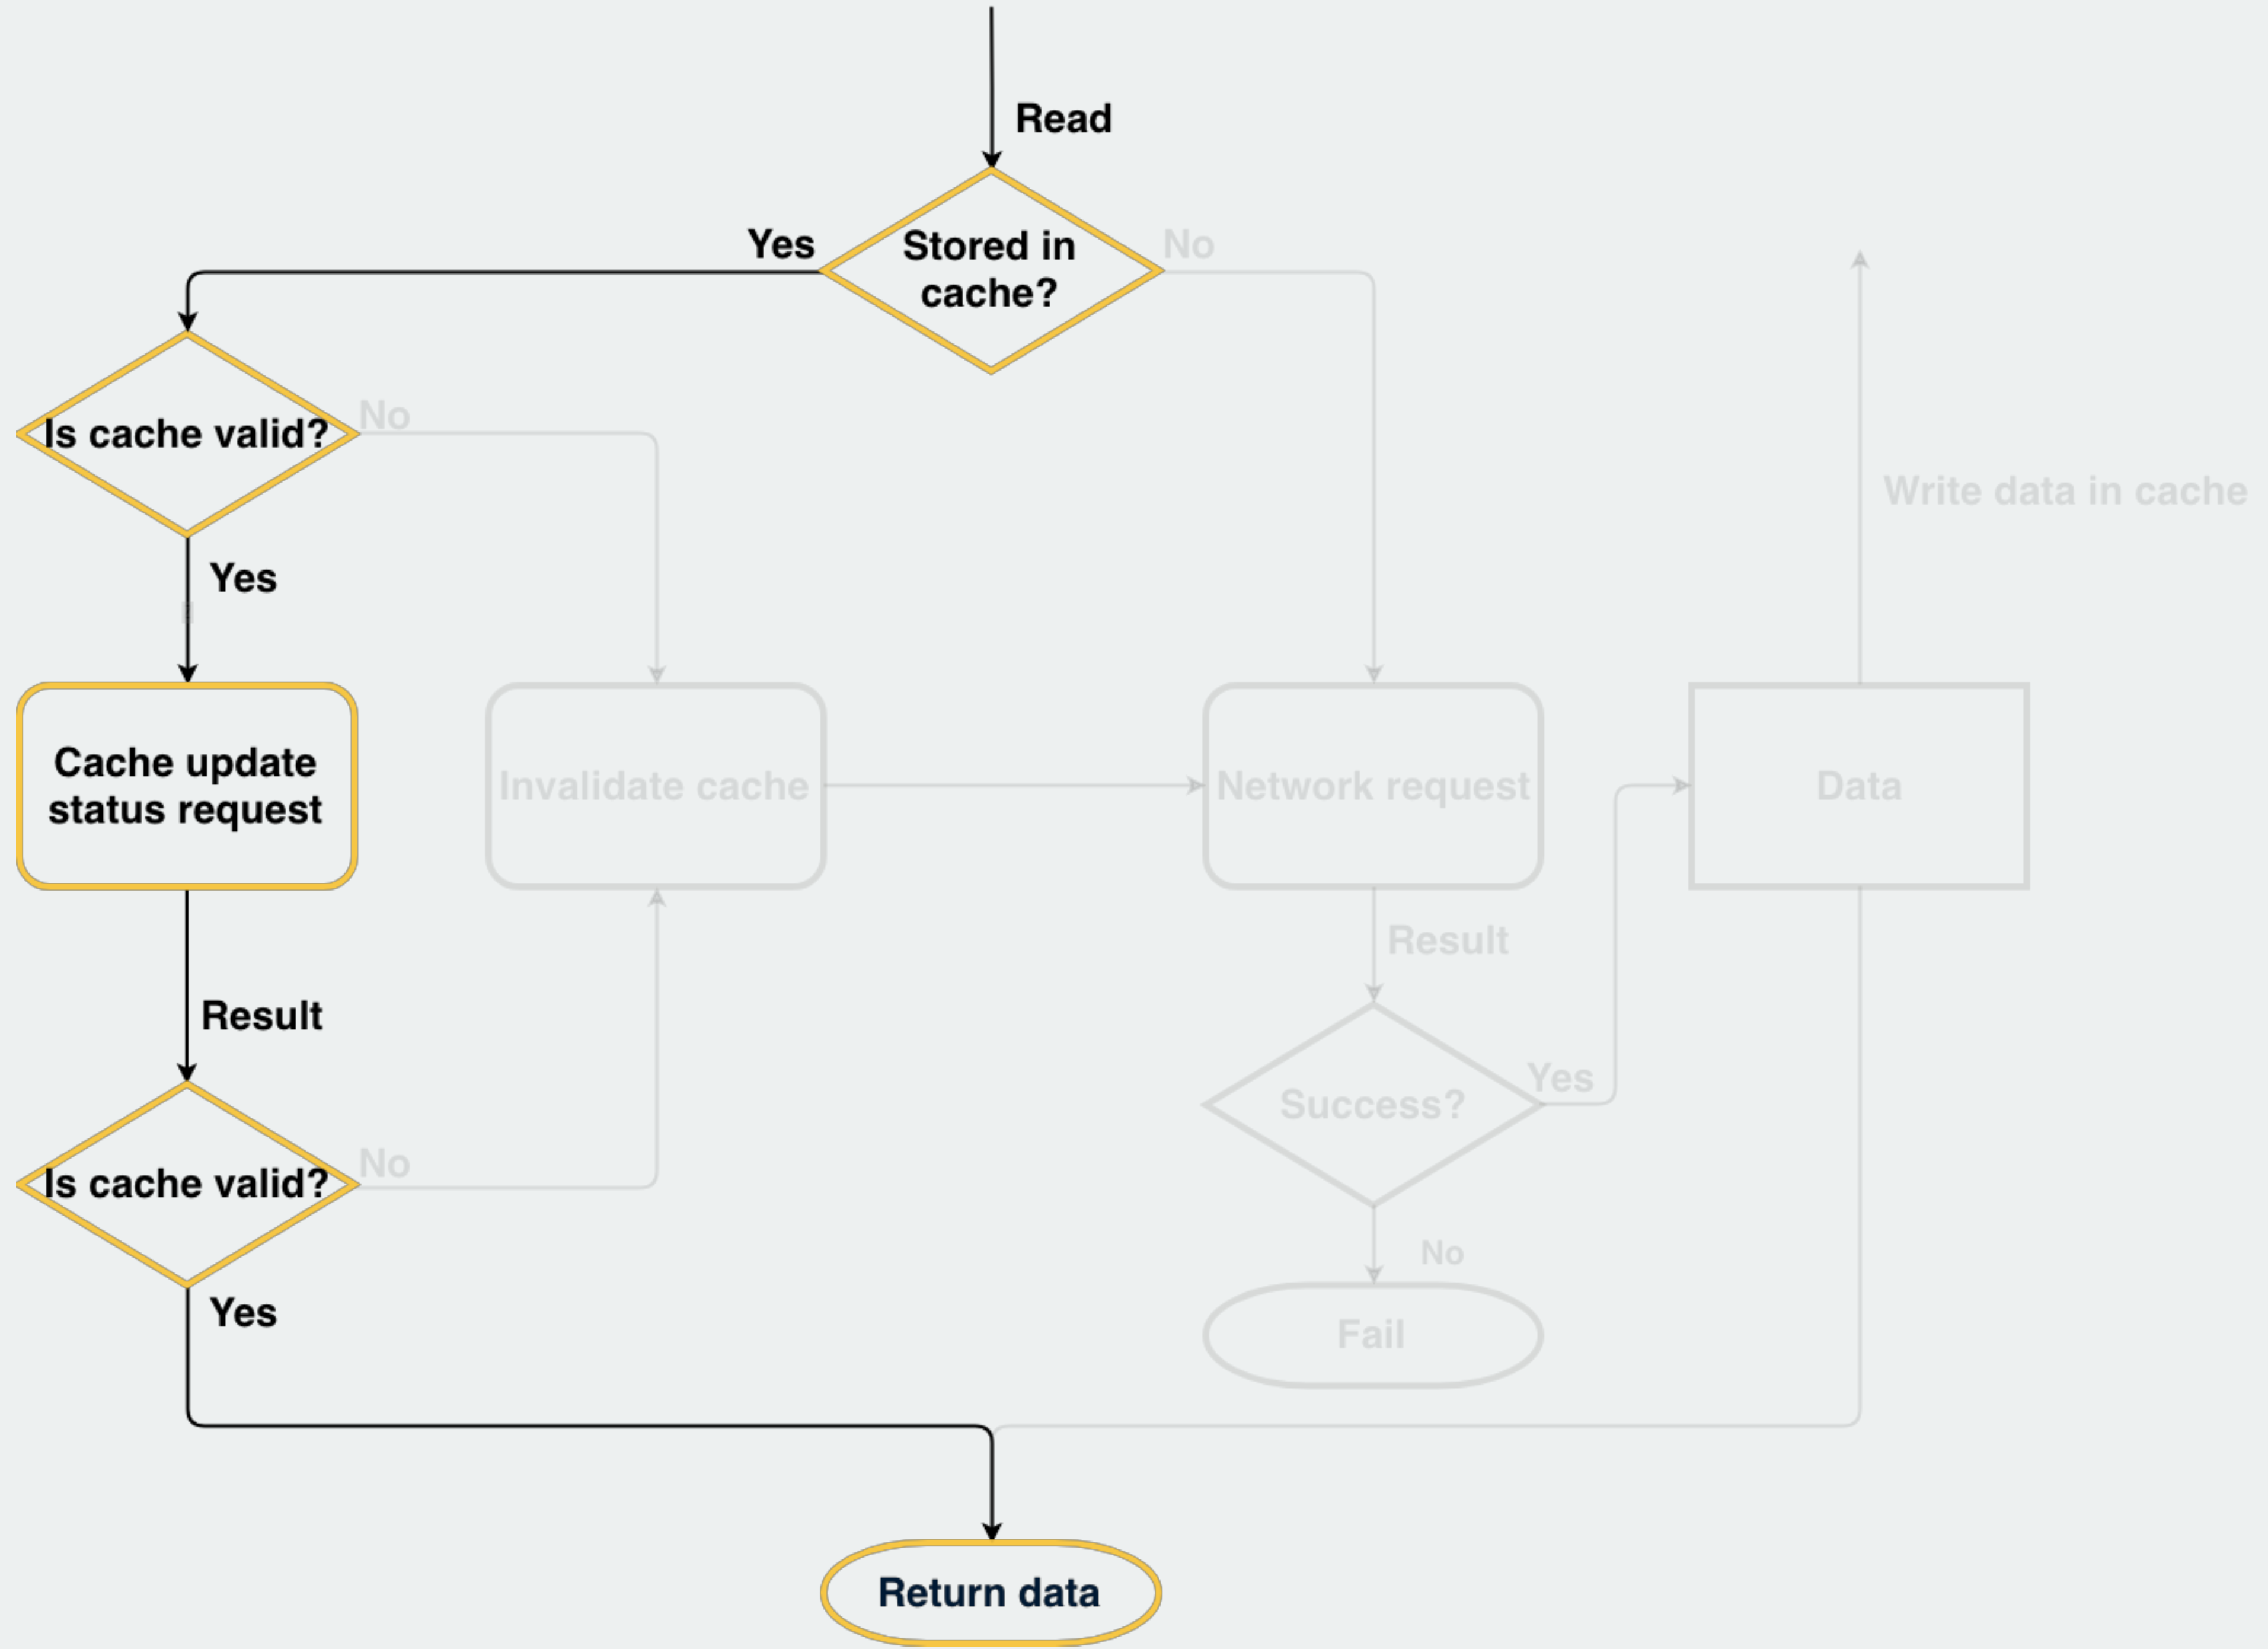 Read
Yes
Stored in
cache?
No
Is cache valid?
No
Write data in cache
Yes
Cache update
status request
Invalidate cache
Network request
Data
Result
Result
Yes
Success?
Is cache valid?
No
No
Yes
Fail
Return data